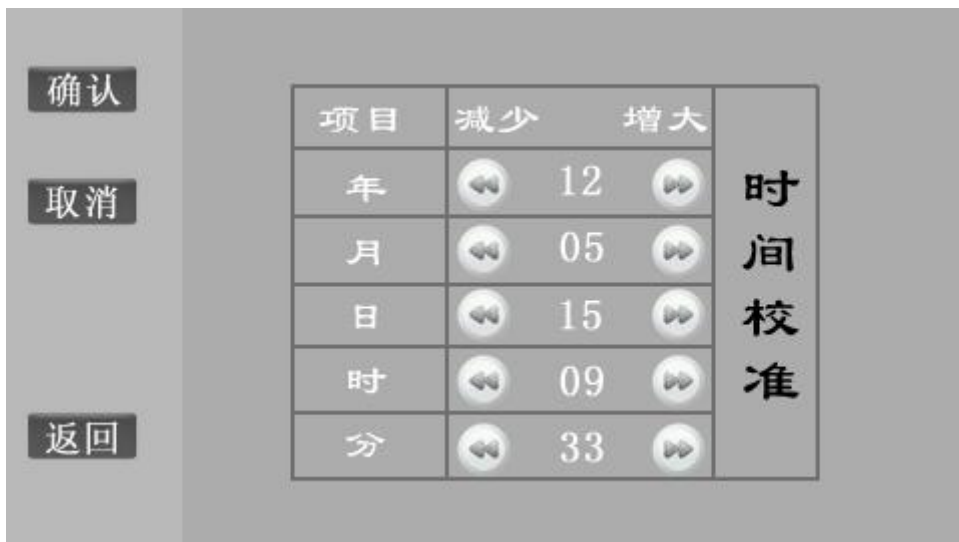 确认
取消
返回
项目 减少 增大
年 12
月 05
日 15
时 09
分 33
时间校准